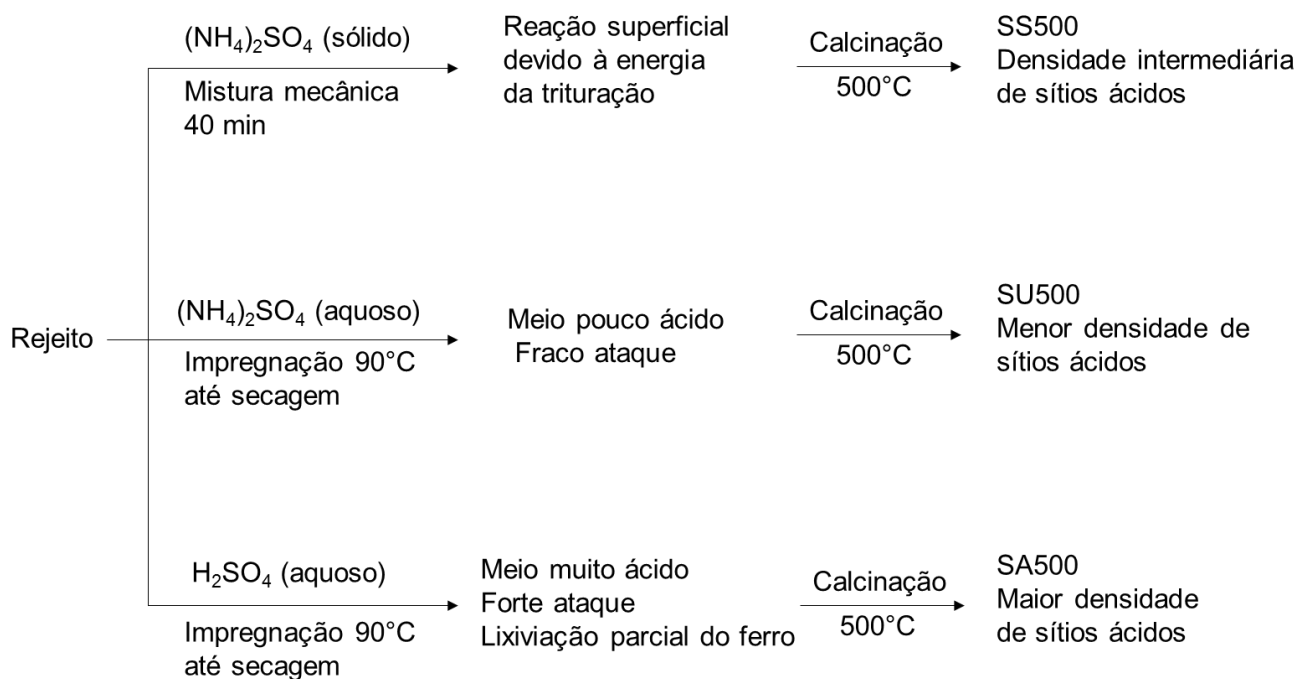 (NH₄)₂SO₄ (sólido)
Mistura mecânica
40 min
Reação superficial
devido à energia
da trituração
Calcinação
500°C
SS500
Densidade intermediária
de sítios ácidos
Rejeito
(NH₄)₂SO₄ (aquoso)
Impregnação 90°C
até secagem
Meio pouco ácido
Fraco ataque
Calcinação
500°C
SU500
Menor densidade de
sítios ácidos
H₂SO₄ (aquoso)
Impregnação 90°C
até secagem
Meio muito ácido
Forte ataque
Lixiviação parcial do ferro
Calcinação
500°C
SA500
Maior densidade
de sítios ácidos